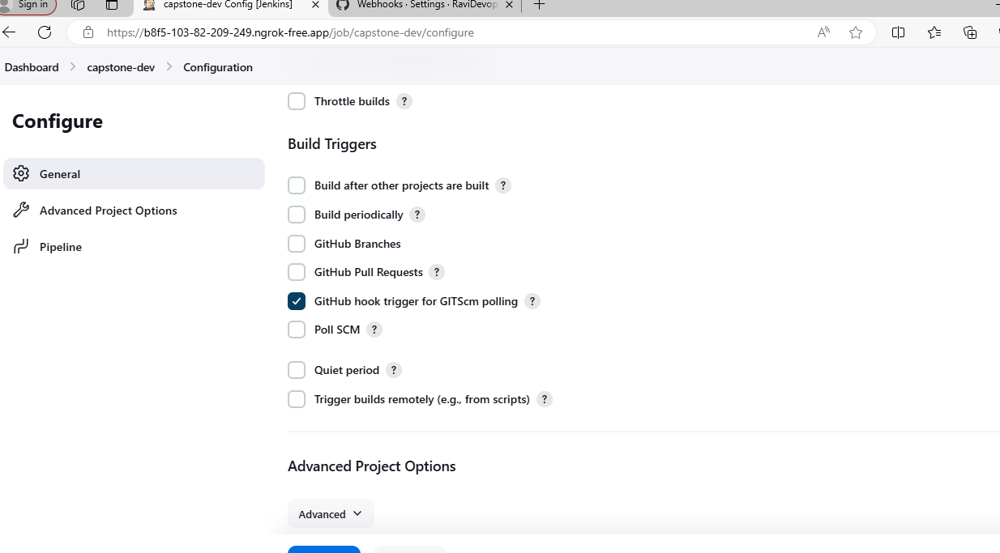 Sign in
capstone-dev Config [Jenkins]
Webhooks · Settings · RaviDevop
https://b8f5-103-82-209-249.ngrok-free.app/job/capstone-dev/configure
Dashboard > capstone-dev > Configuration
Configure
General
Advanced Project Options
Pipeline
Throttle builds ?
Build Triggers
Build after other projects are built ?
Build periodically ?
GitHub Branches
GitHub Pull Requests ?
GitHub hook trigger for GITScm polling ?
Poll SCM ?
Quiet period ?
Trigger builds remotely (e.g., from scripts) ?
Advanced Project Options
Advanced